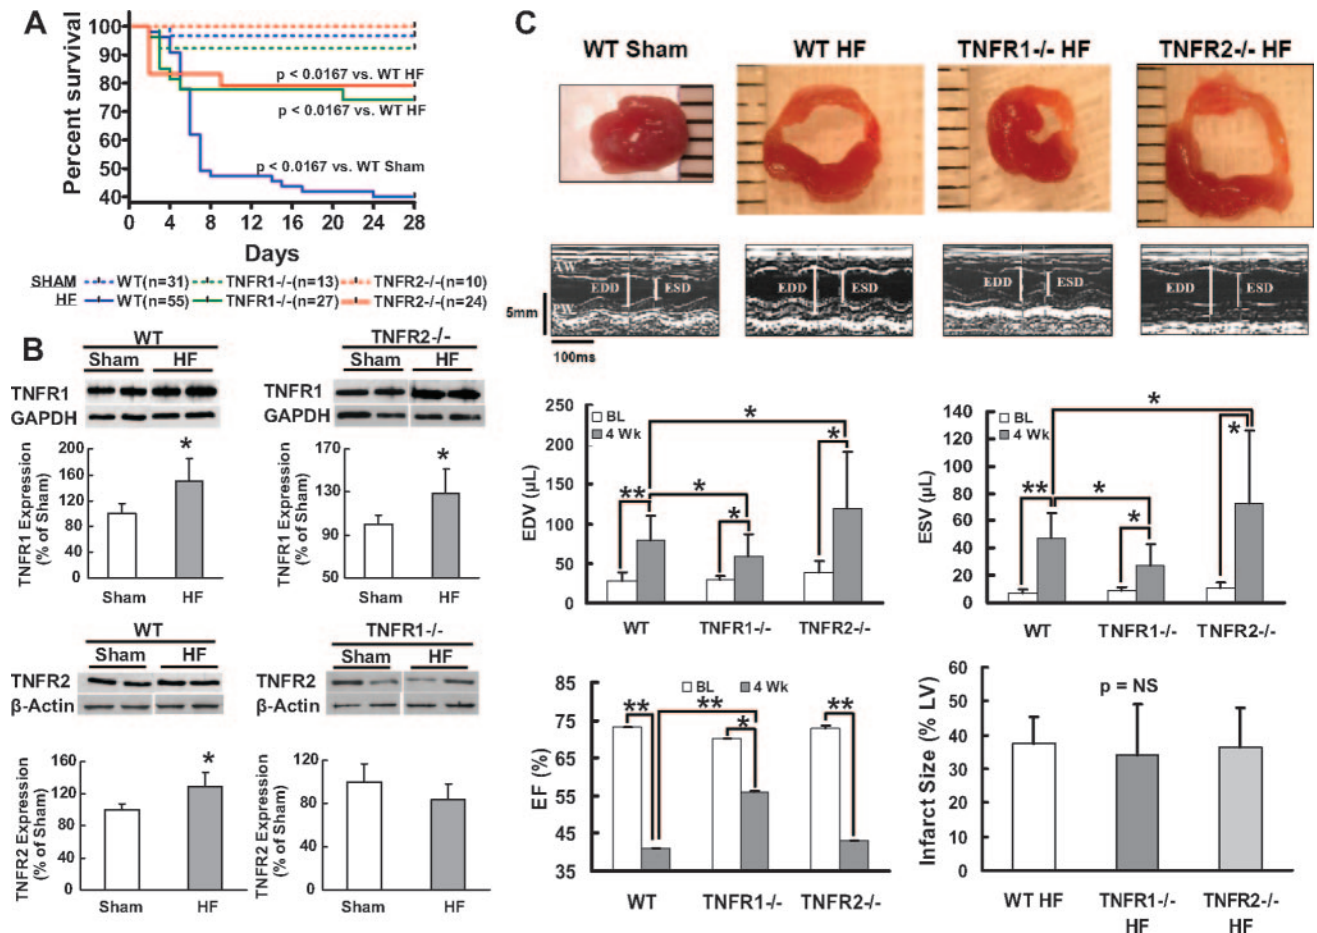 A
Percent survival
100
90
80
70
60
50
40
p < 0.0167 vs. WT HF
p < 0.0167 vs. WT HF
p < 0.0167 vs. WT Sham
0 4 8 12 16 20 24 28
Days
SHAM WT(n=31) TNFR1-/-(n=13) TNFR2-/-(n=10)
HF WT(n=55) TNFR1-/-(n=27) TNFR2-/-(n=24)
B
WT
Sham HF
TNFR1
GAPDH
TNFR1 Expression
(% of Sham)
200
160
120
80
40
0
*
Sham HF
TNFR2-/-
Sham HF
TNFR1
GAPDH
TNFR1 Expression
(% of Sham)
170
130
90
50
*
Sham HF
WT
Sham HF
TNFR2
β-Actin
TNFR2 Expression
(% of Sham)
160
120
80
40
0
*
Sham HF
TNFR1-/-
Sham HF
TNFR2
β-Actin
TNFR2 Expression
(% of Sham)
120
80
40
0
Sham HF
C
WT Sham WT HF TNFR1-/- HF TNFR2-/- HF
AW
PW
EDD ESD EDD ESD EDD ESD EDD ESD
5mm
100ms
EDV (µL)
250
200
150
100
50
0
BL
4 Wk
** * * * *
WT TNFR1-/- TNFR2-/-
ESV (µL)
140
120
100
80
60
40
20
0
BL
4 Wk
** * * * *
WT TNFR1-/- TNFR2-/-
EF (%)
85
75
65
55
45
35
BL 4 Wk
** ** * **
WT TNFR1-/- TNFR2-/-
Infarct Size (% LV)
60
50
40
30
20
10
0
p = NS
WT HF TNFR1-/- TNFR2-/-
HF HF